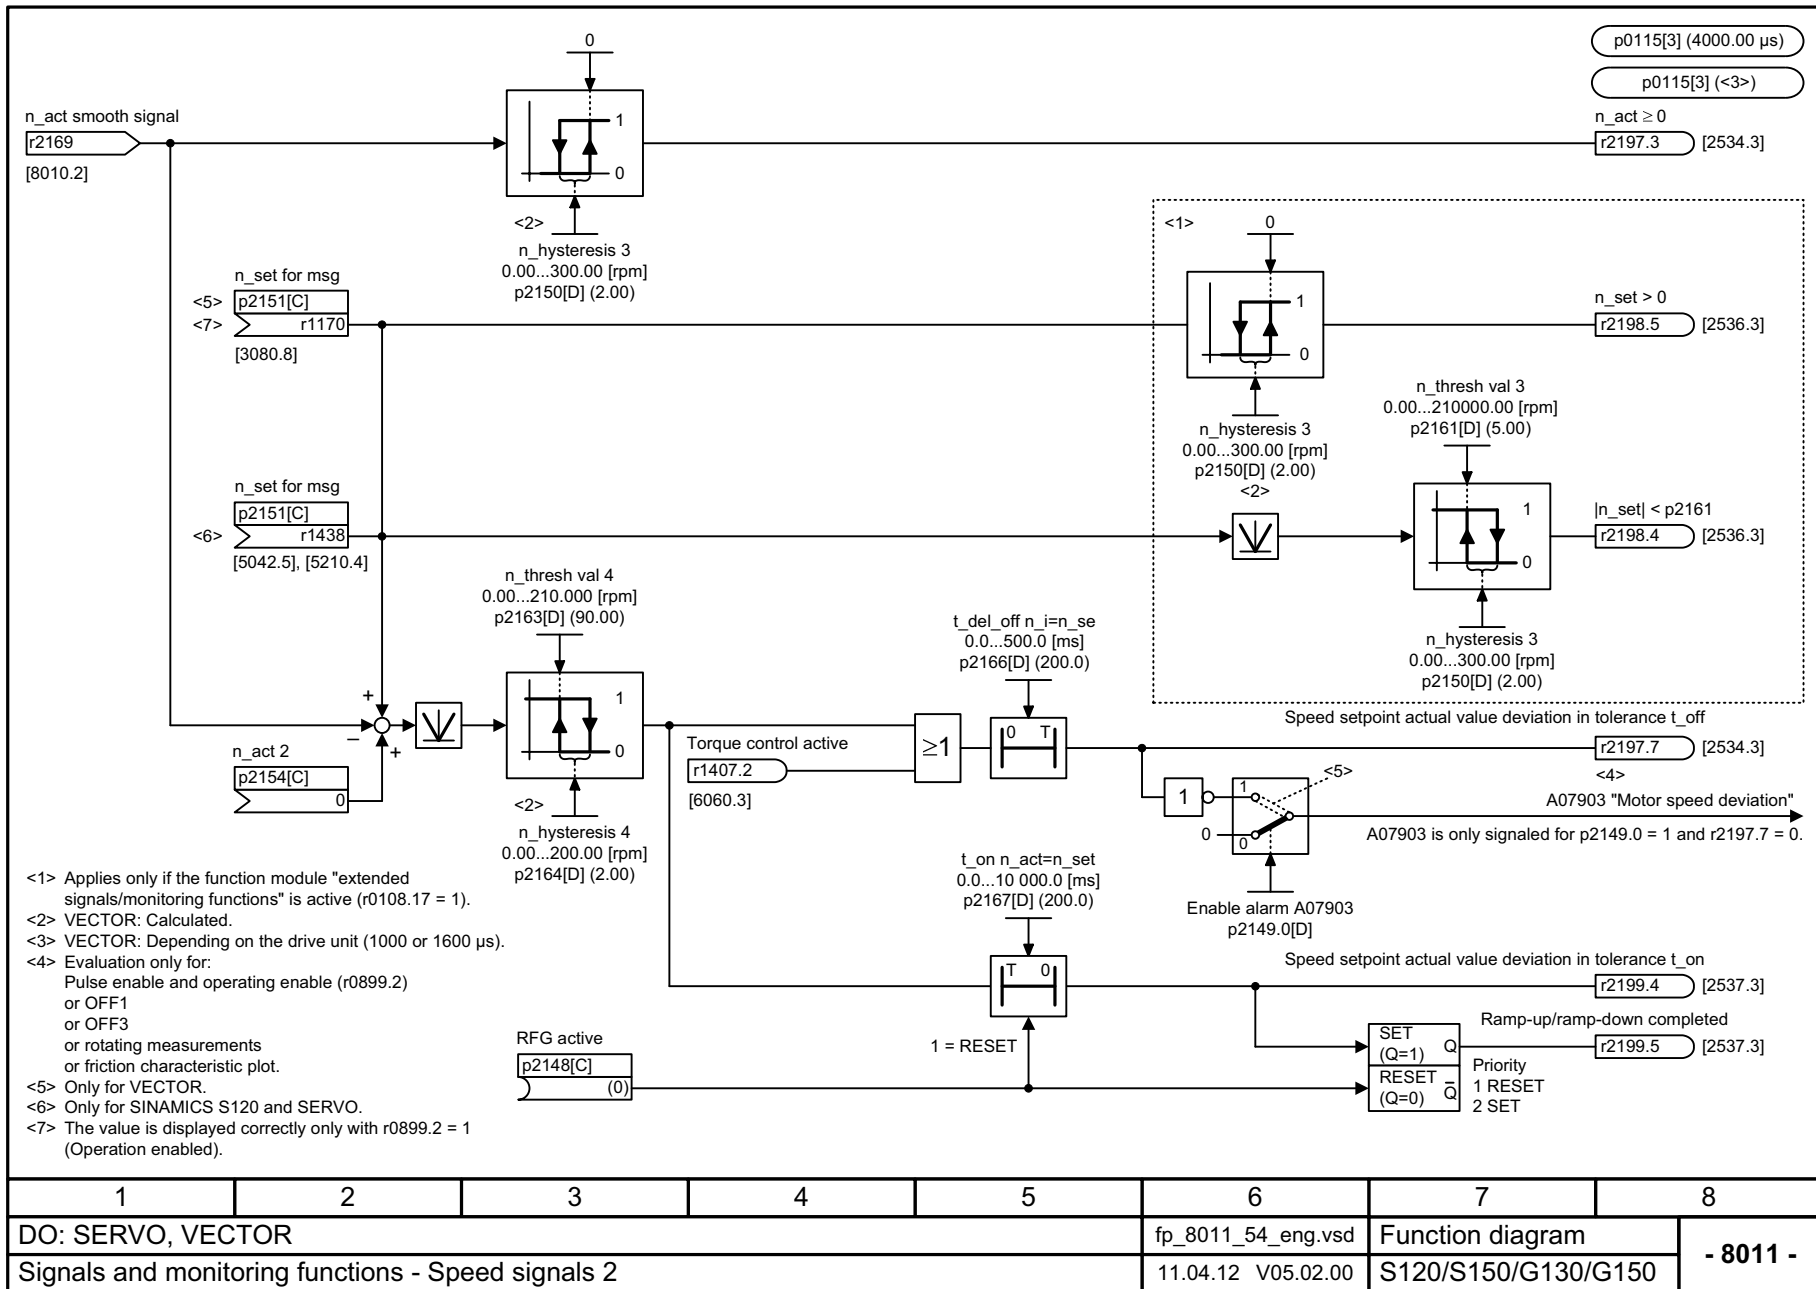 0
p0115[3] (4000.00 µs)
p0115[3] (<3>)
n_act smooth signal
r2169
[8010.2]
1
0
n_act ≥ 0
r2197.3
[2534.3]
<2>
n_hysteresis 3
0.00...300.00 [rpm]
p2150[D] (2.00)
<1>
0
n_set for msg
<5>
p2151[C]
<7>
r1170
[3080.8]
1
0
n_set > 0
r2198.5
[2536.3]
n_hysteresis 3
0.00...300.00 [rpm]
p2150[D] (2.00)
<2>
n_thresh val 3
0.00...210000.00 [rpm]
p2161[D] (5.00)
n_set for msg
p2151[C]
<6>
r1438
[5042.5], [5210.4]
1
0
|n_set| < p2161
r2198.4
[2536.3]
n_hysteresis 3
0.00...300.00 [rpm]
p2150[D] (2.00)
n_thresh val 4
0.00...210.000 [rpm]
p2163[D] (90.00)
t_del_off n_i=n_se
0.0...500.0 [ms]
p2166[D] (200.0)
+
–
+
1
0
n_act 2
p2154[C]
0
Torque control active
r1407.2
[6060.3]
≥1
0 T
Speed setpoint actual value deviation in tolerance t_off
r2197.7
[2534.3]
<4>
<5>
1
1
0
0
A07903 "Motor speed deviation"
A07903 is only signaled for p2149.0 = 1 and r2197.7 = 0.
Enable alarm A07903
p2149.0[D]
<2>
n_hysteresis 4
0.00...200.00 [rpm]
p2164[D] (2.00)
t_on n_act=n_set
0.0...10 000.0 [ms]
p2167[D] (200.0)
T 0
Speed setpoint actual value deviation in tolerance t_on
r2199.4
[2537.3]
1 = RESET
RFG active
p2148[C]
(0)
SET
(Q=1)
Q
RESET
(Q=0)
Q̅
Ramp-up/ramp-down completed
r2199.5
[2537.3]
Priority
1 RESET
2 SET
<1> Applies only if the function module "extended
signals/monitoring functions" is active (r0108.17 = 1).
<2> VECTOR: Calculated.
<3> VECTOR: Depending on the drive unit (1000 or 1600 µs).
<4> Evaluation only for:
Pulse enable and operating enable (r0899.2)
or OFF1
or OFF3
or rotating measurements
or friction characteristic plot.
<5> Only for VECTOR.
<6> Only for SINAMICS S120 and SERVO.
<7> The value is displayed correctly only with r0899.2 = 1
(Operation enabled).
1 2 3 4 5 6 7 8
DO: SERVO, VECTOR
fp_8011_54_eng.vsd
Function diagram
- 8011 -
Signals and monitoring functions - Speed signals 2
11.04.12 V05.02.00
S120/S150/G130/G150